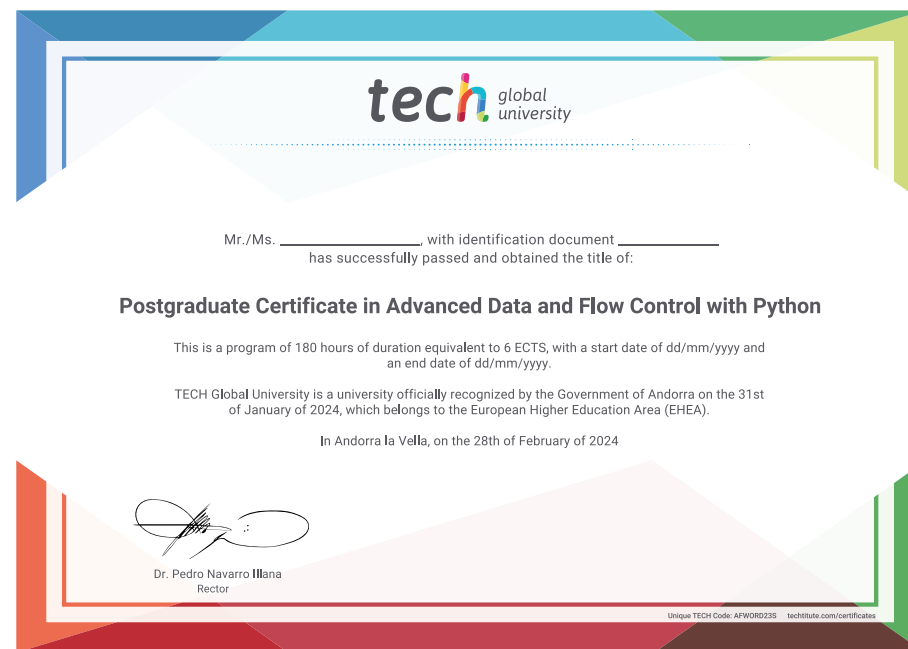 tech global university
Mr./Ms. ____________________, with identification document ______________
has successfully passed and obtained the title of:
Postgraduate Certificate in Advanced Data and Flow Control with Python
This is a program of 180 hours of duration equivalent to 6 ECTS, with a start date of dd/mm/yyyy and
an end date of dd/mm/yyyy.
TECH Global University is a university officially recognized by the Government of Andorra on the 31st
of January of 2024, which belongs to the European Higher Education Area (EHEA).
In Andorra la Vella, on the 28th of February of 2024
Dr. Pedro Navarro Illana
Rector
Unique TECH Code: AFWORD23S techtitute.com/certificates